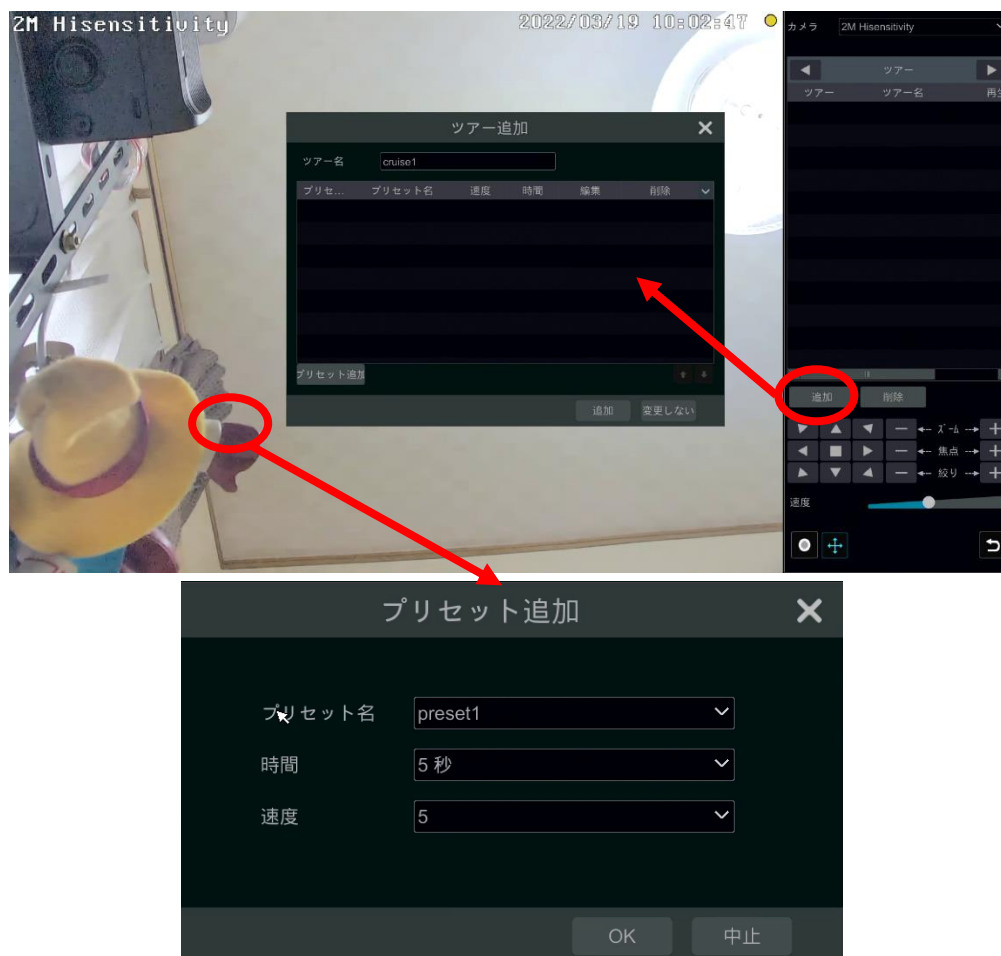 2M Hisensitivity
2022/03/19 10:02:47
カメラ 2M Hisensitivity
ツアー
ツアー ツアー名 再生
ツアー追加
ツアー名 cruise1
プリセ... プリセット名 速度 時間 編集 削除
プリセット追加
追加 変更しない
追加 削除
ズーム
焦点
絞り
速度
プリセット追加
プリセット名 preset1
時間 5 秒
速度 5
OK 中止